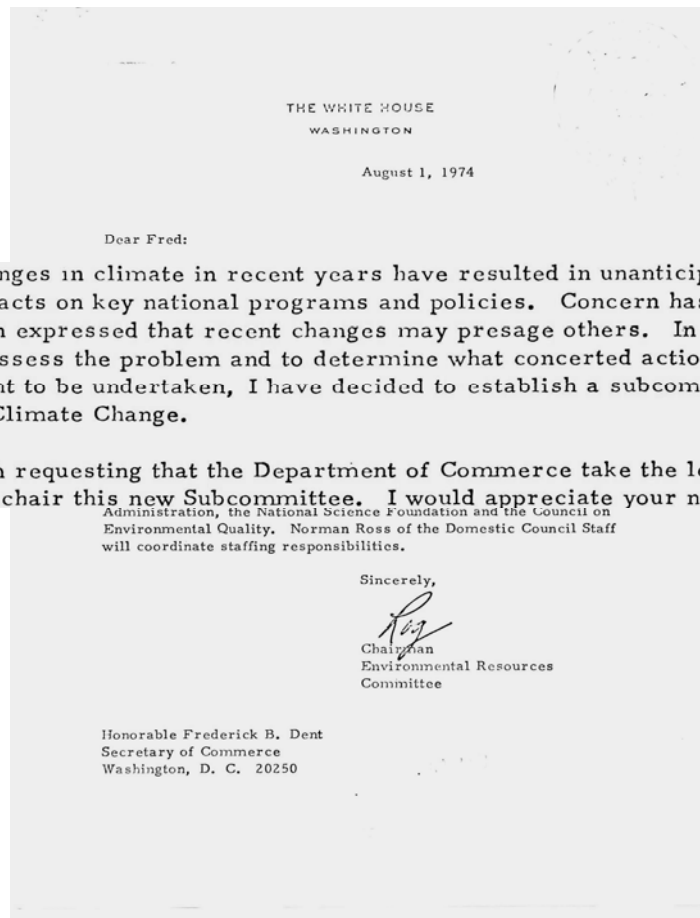 THE WHITE HOUSE
WASHINGTON
August 1, 1974
Dear Fred:
nges in climate in recent years have resulted in unantici
acts on key national programs and policies. Concern has
n expressed that recent changes may presage others. In
ssess the problem and to determine what concerted actio
ht to be undertaken, I have decided to establish a subcom
Climate Change.
n requesting that the Department of Commerce take the l
chair this new Subcommittee. I would appreciate your n
Administration, the National Science Foundation and the Council on
Environmental Quality. Norman Ross of the Domestic Council Staff
will coordinate staffing responsibilities.
Sincerely,
Rog
Chairman
Environmental Resources
Committee
Honorable Frederick B. Dent
Secretary of Commerce
Washington, D. C. 20250